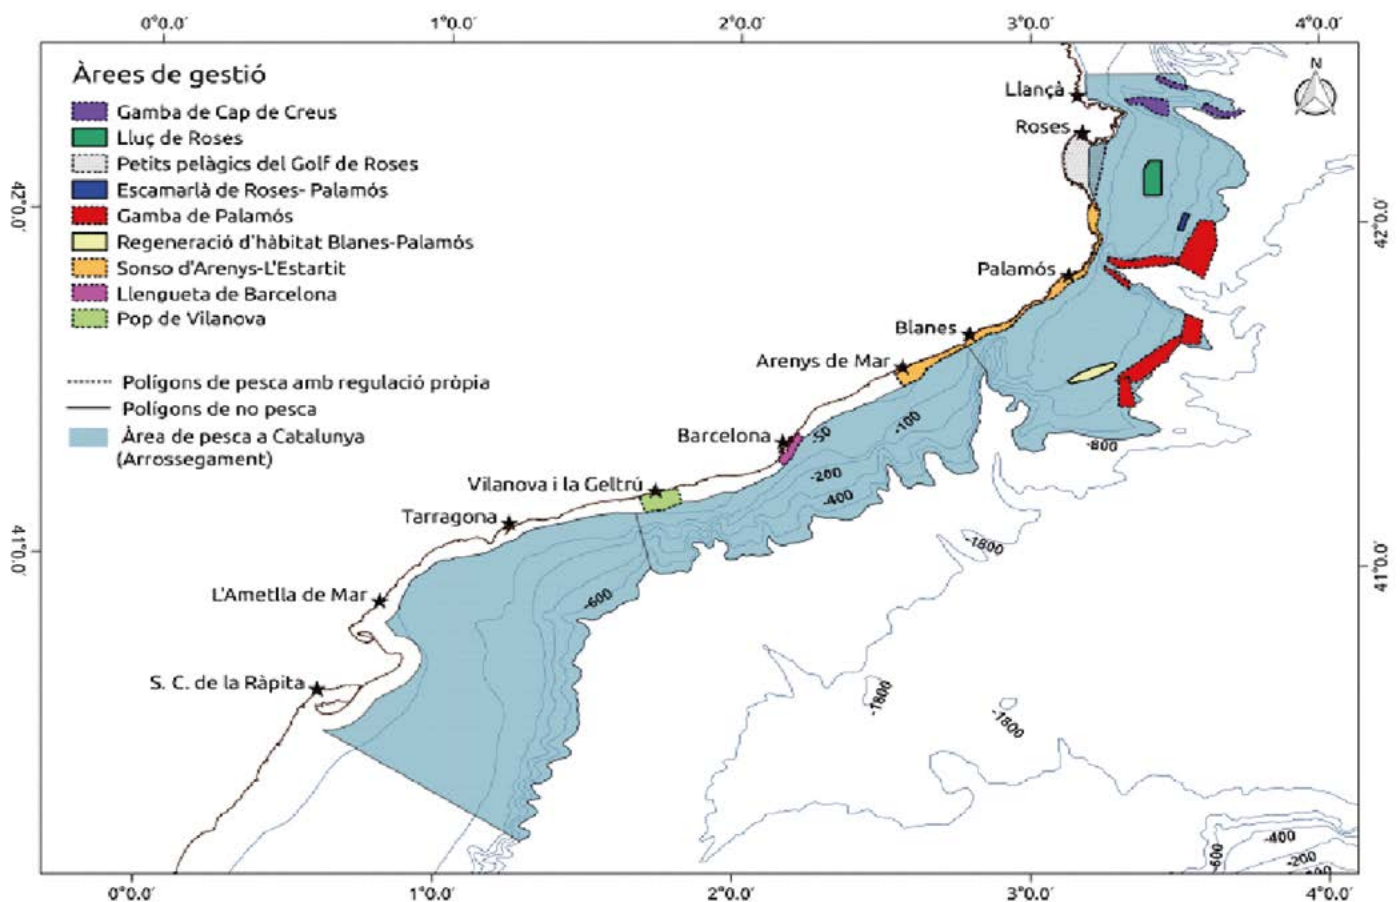 0°0.0′
1°0.0′
2°0.0′
3°0.0′
4°0.0′
N
Àrees de gestió
Gamba de Cap de Creus
Lluç de Roses
Petits pelàgics del Golf de Roses
Escamarlà de Roses- Palamós
Gamba de Palamós
Regeneració d'hàbitat Blanes-Palamós
Sonso d'Arenys-L'Estartit
Llengueta de Barcelona
Pop de Vilanova
Polígons de pesca amb regulació pròpia
Polígons de no pesca
Àrea de pesca a Catalunya
(Arrossegament)
Llançà
Roses
42°0.0′
42°0.0′
Palamós
Blanes
Arenys de Mar
Barcelona
-50
-100
-800
-200
-400
Vilanova i la Geltrú
Tarragona
41°0.0′
41°0.0′
-1800
-600
L'Ametlla de Mar
S. C. de la Ràpita
-1800
-1800
-400
-600
-200
0°0.0′
1°0.0′
2°0.0′
3°0.0′
4°0.0′